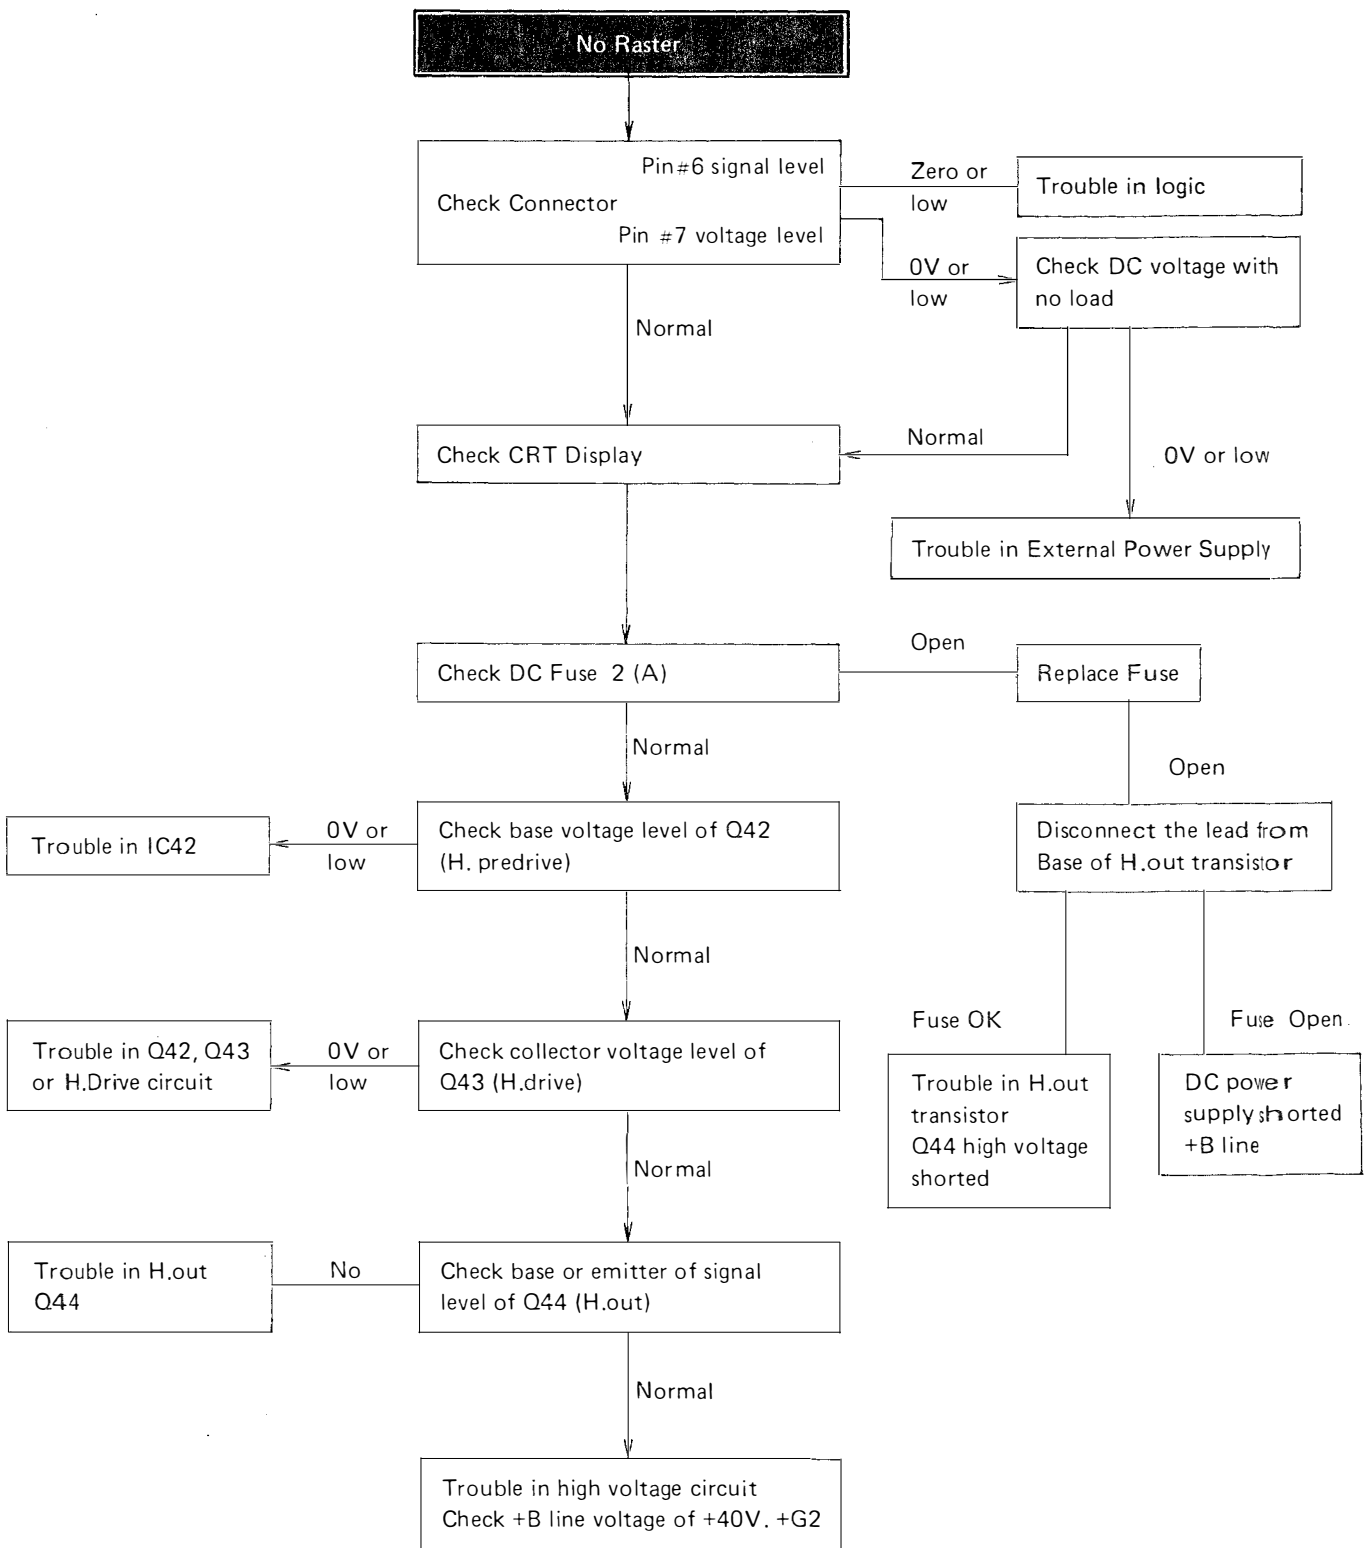 No Raster
Pin#6 signal level
Check Connector
Pin #7 voltage level
Zero or
low
Trouble in logic
0V or
low
Check DC voltage with
no load
Normal
Check CRT Display
Normal
0V or low
Trouble in External Power Supply
Check DC Fuse 2 (A)
Open
Replace Fuse
Normal
Open
Trouble in IC42
0V or
low
Check base voltage level of Q42
(H. predrive)
Disconnect the lead from
Base of H.out transistor
Normal
Fuse OK
Fuse Open
Trouble in Q42, Q43
or H.Drive circuit
0V or
low
Check collector voltage level of
Q43 (H.drive)
Trouble in H.out
transistor
Q44 high voltage
shorted
DC power
supply shorted
+B line
Normal
Trouble in H.out
Q44
No
Check base or emitter of signal
level of Q44 (H.out)
Normal
Trouble in high voltage circuit
Check +B line voltage of +40V. +G2